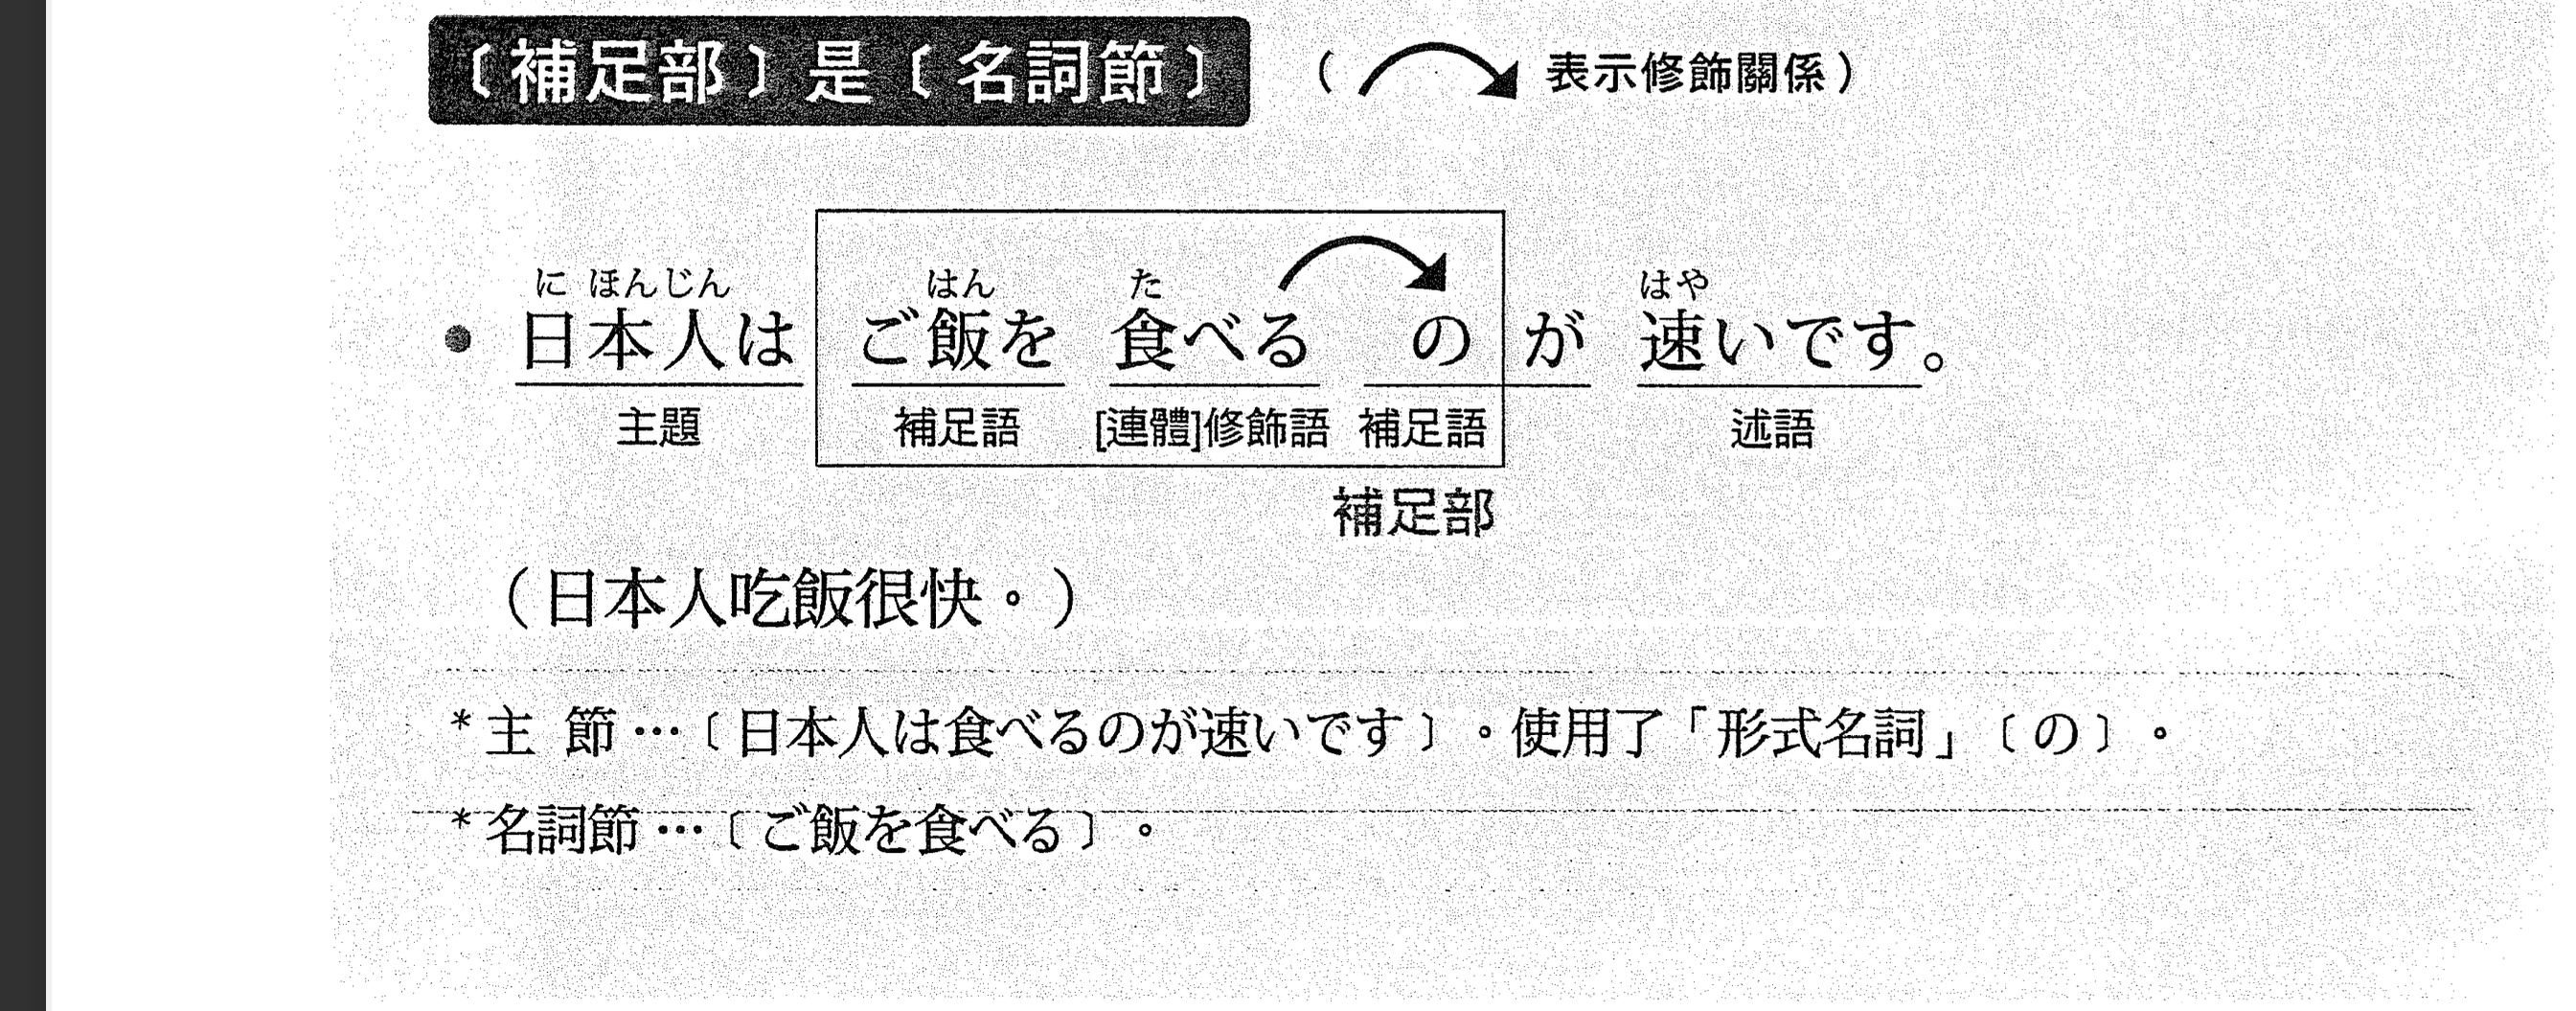 〔補足部〕是〔名詞節〕 （ 表示修飾關係）
に ほんじん はん た はや
● 日本人は ご飯を 食べる の が 速いです。
主題 補足語 [連體]修飾語 補足語 述語
補足部
（日本人吃飯很快。）
*主 節…〔日本人は食べるのが速いです〕。使用了「形式名詞」〔の〕。
*名詞節…〔ご飯を食べる〕。